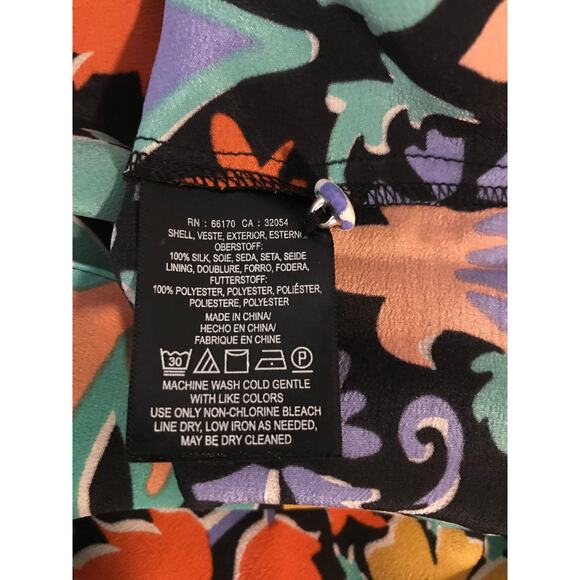 RN : 66170 CA : 32054
SHELL, VESTE, EXTERIOR, ESTERNO,
OBERSTOFF:
100% SILK, SOIE, SEDA, SETA, SEIDE
LINING, DOUBLURE, FORRO, FODERA,
FUTTERSTOFF:
100% POLYESTER, POLYESTER, POLIÉSTER,
POLIESTERE, POLYESTER
MADE IN CHINA/
HECHO EN CHINA/
FABRIQUE EN CHINE
30 P
MACHINE WASH COLD GENTLE
WITH LIKE COLORS
USE ONLY NON-CHLORINE BLEACH
LINE DRY, LOW IRON AS NEEDED,
MAY BE DRY CLEANED